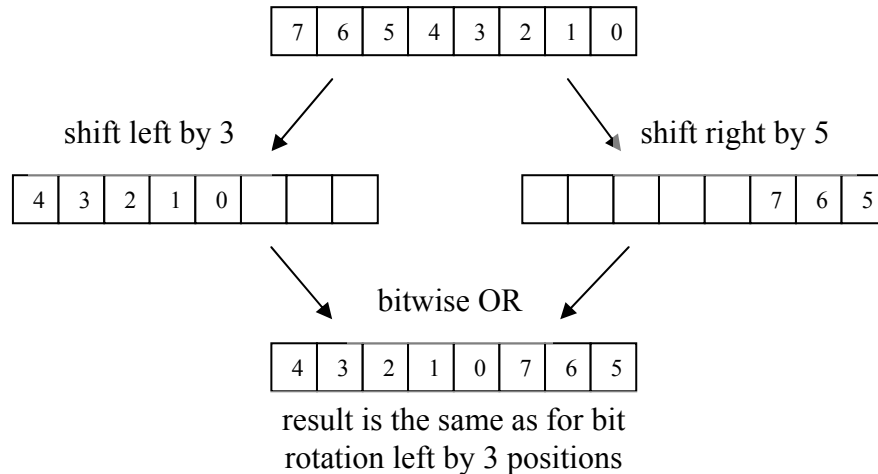 7 6 5 4 3 2 1 0
shift left by 3
shift right by 5
4 3 2 1 0
7 6 5
bitwise OR
4 3 2 1 0 7 6 5
result is the same as for bit
rotation left by 3 positions